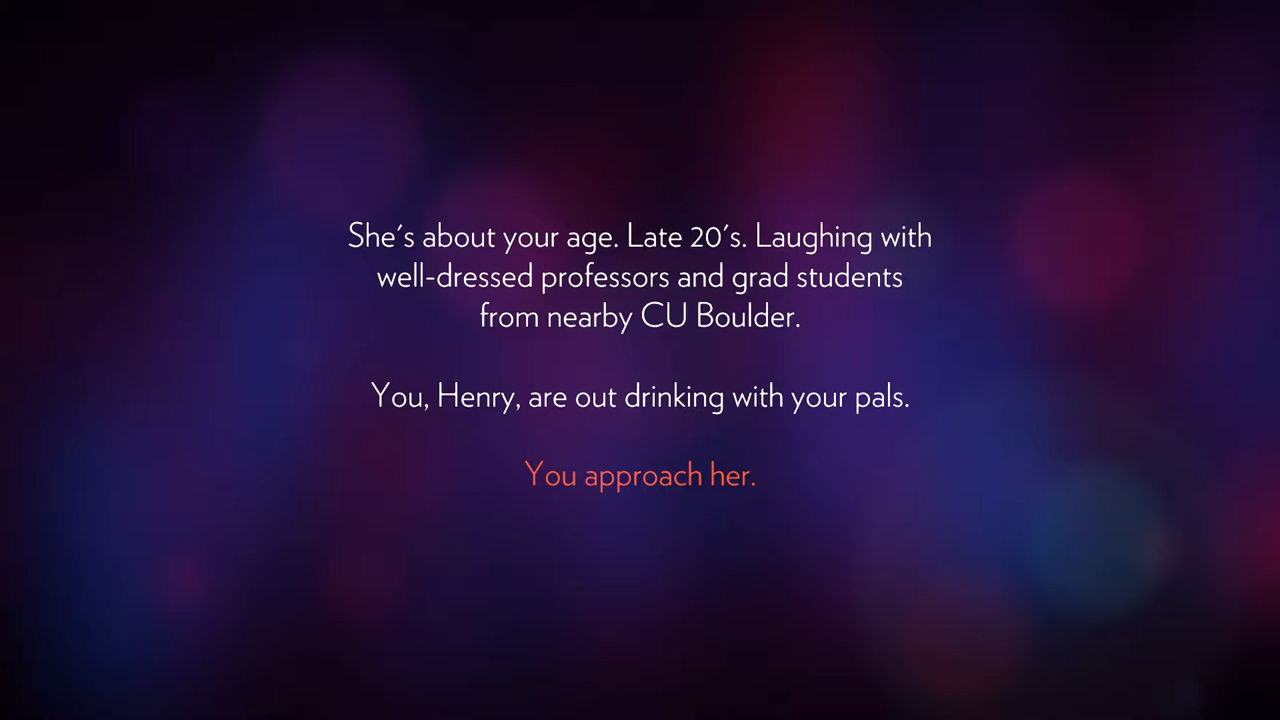 She's about your age. Late 20's. Laughing with
well-dressed professors and grad students
from nearby CU Boulder.
You, Henry, are out drinking with your pals.
You approach her.